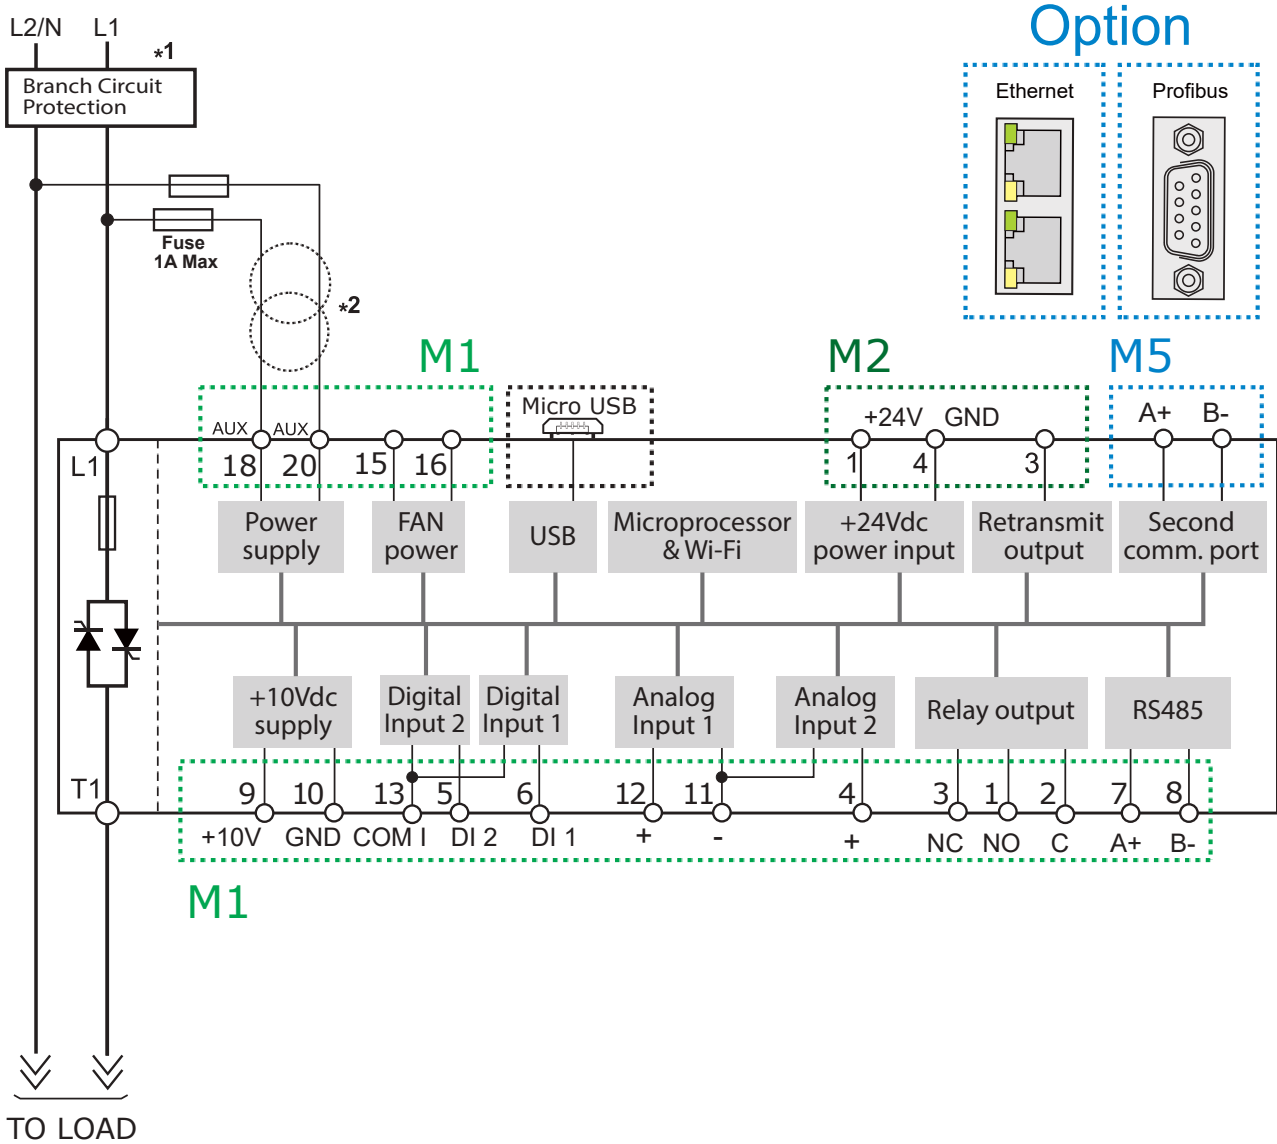 Option
L2/N L1
*1
Branch Circuit
Protection
Ethernet
Profibus
Fuse
1A Max
*2
M1
M2
M5
Micro USB
AUX AUX
+24V GND
A+ B-
L1
18 20 15 16
1 4 3
Power
supply
FAN
power
USB
Microprocessor
& Wi-Fi
+24Vdc
power input
Retransmit
output
Second
comm. port
+10Vdc
supply
Digital
Input 2
Digital
Input 1
Analog
Input 1
Analog
Input 2
Relay output
RS485
T1
9 10 13 5 6 12 11 4 3 1 2 7 8
+10V GND COM I DI 2 DI 1 + - + NC NO C A+ B-
M1
TO LOAD